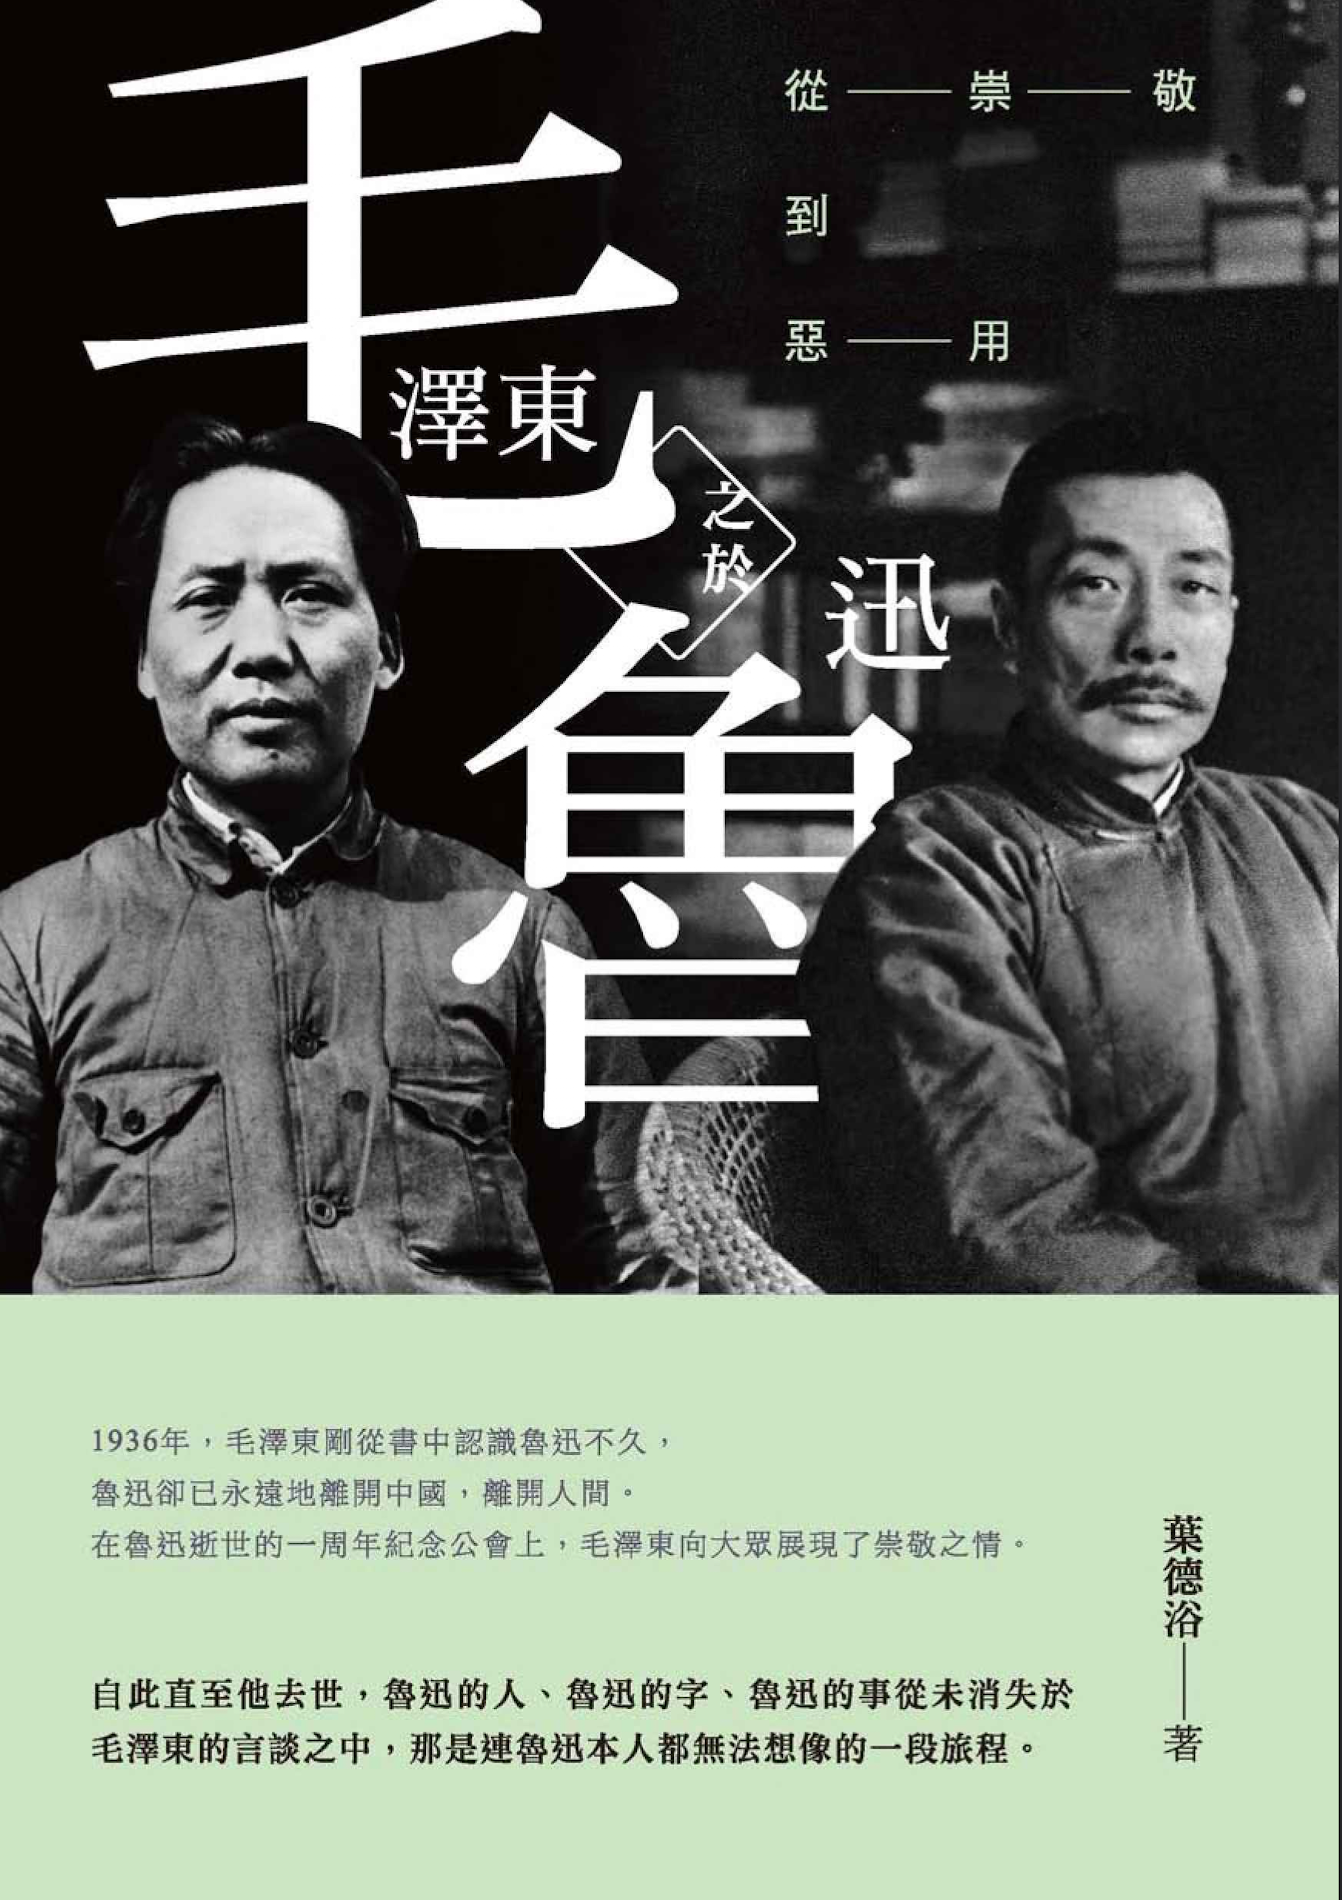 毛澤東
之於
魯迅
從崇敬
到
惡用
1936年，毛澤東剛從書中認識魯迅不久，
魯迅卻已永遠地離開中國，離開人間。
在魯迅逝世的一周年紀念公會上，毛澤東向大眾展現了崇敬之情。
自此直至他去世，魯迅的人、魯迅的字、魯迅的事從未消失於
毛澤東的言談之中，那是連魯迅本人都無法想像的一段旅程。
葉德浴——著